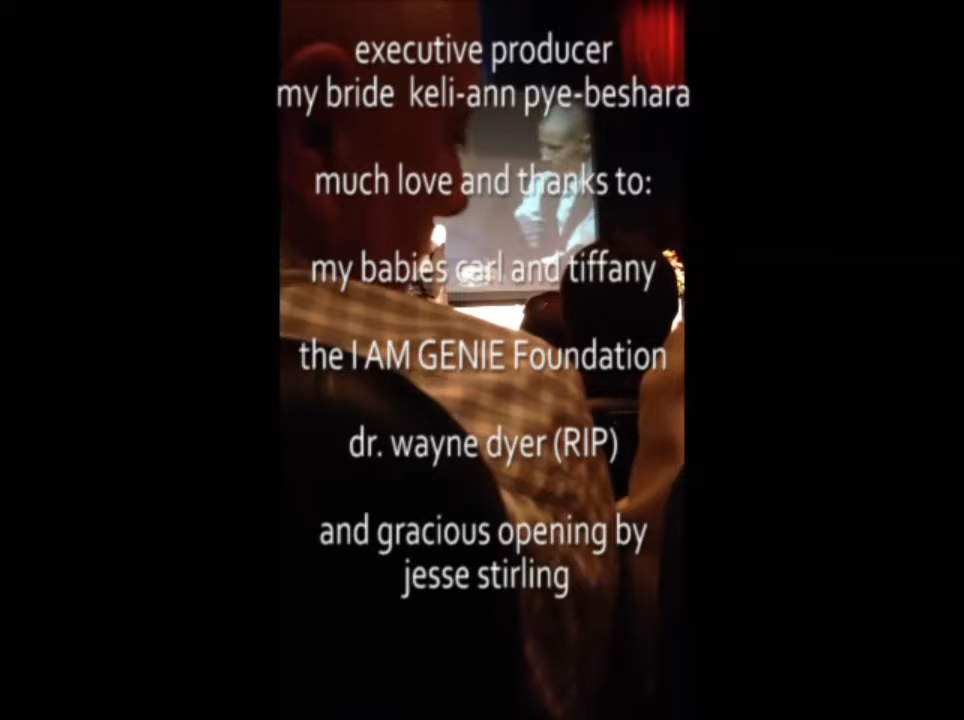 executive producer
my bride keli-ann pye-beshara
much love and thanks to:
my babies carl and tiffany
the I AM GENIE Foundation
dr. wayne dyer (RIP)
and gracious opening by
jesse stirling